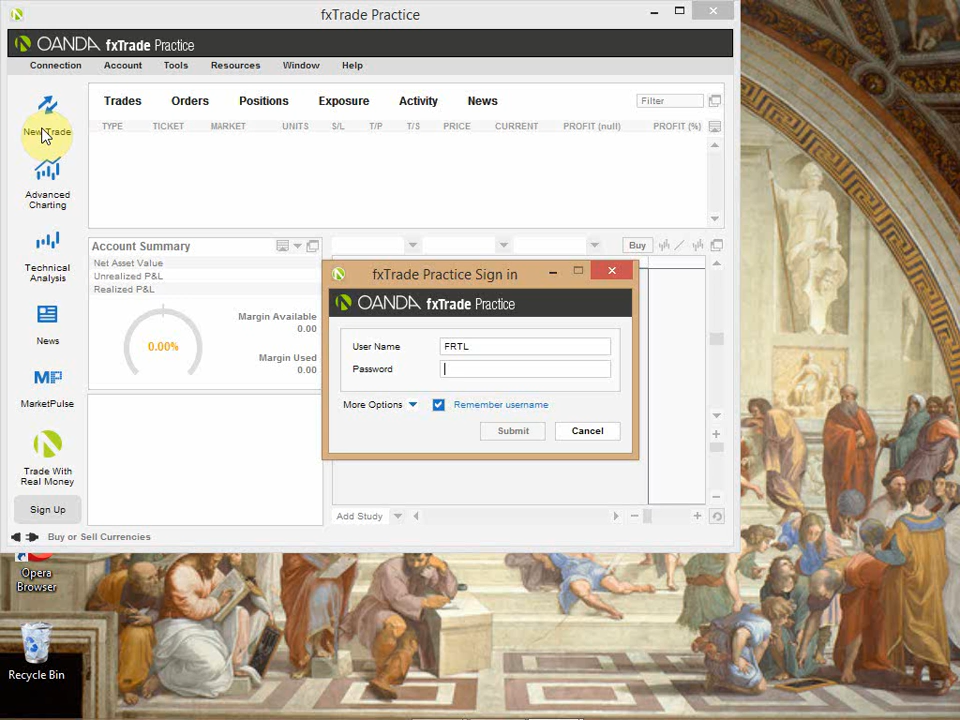 fxTrade Practice
OANDA fxTrade Practice
Connection Account Tools Resources Window Help
New Trade
Advanced
Charting
Technical
Analysis
News
MarketPulse
Trade With
Real Money
Sign Up
Trades Orders Positions Exposure Activity News Filter
TYPE TICKET MARKET UNITS S/L T/P T/S PRICE CURRENT PROFIT (null) PROFIT (%)
Account Summary
Net Asset Value
Unrealized P&L
Realized P&L
0.00%
Margin Available
0.00
Margin Used
0.00
Buy
fxTrade Practice Sign in
OANDA fxTrade Practice
User Name FRTL
Password
More Options Remember username
Submit Cancel
Add Study
Buy or Sell Currencies
Opera
Browser
Recycle Bin